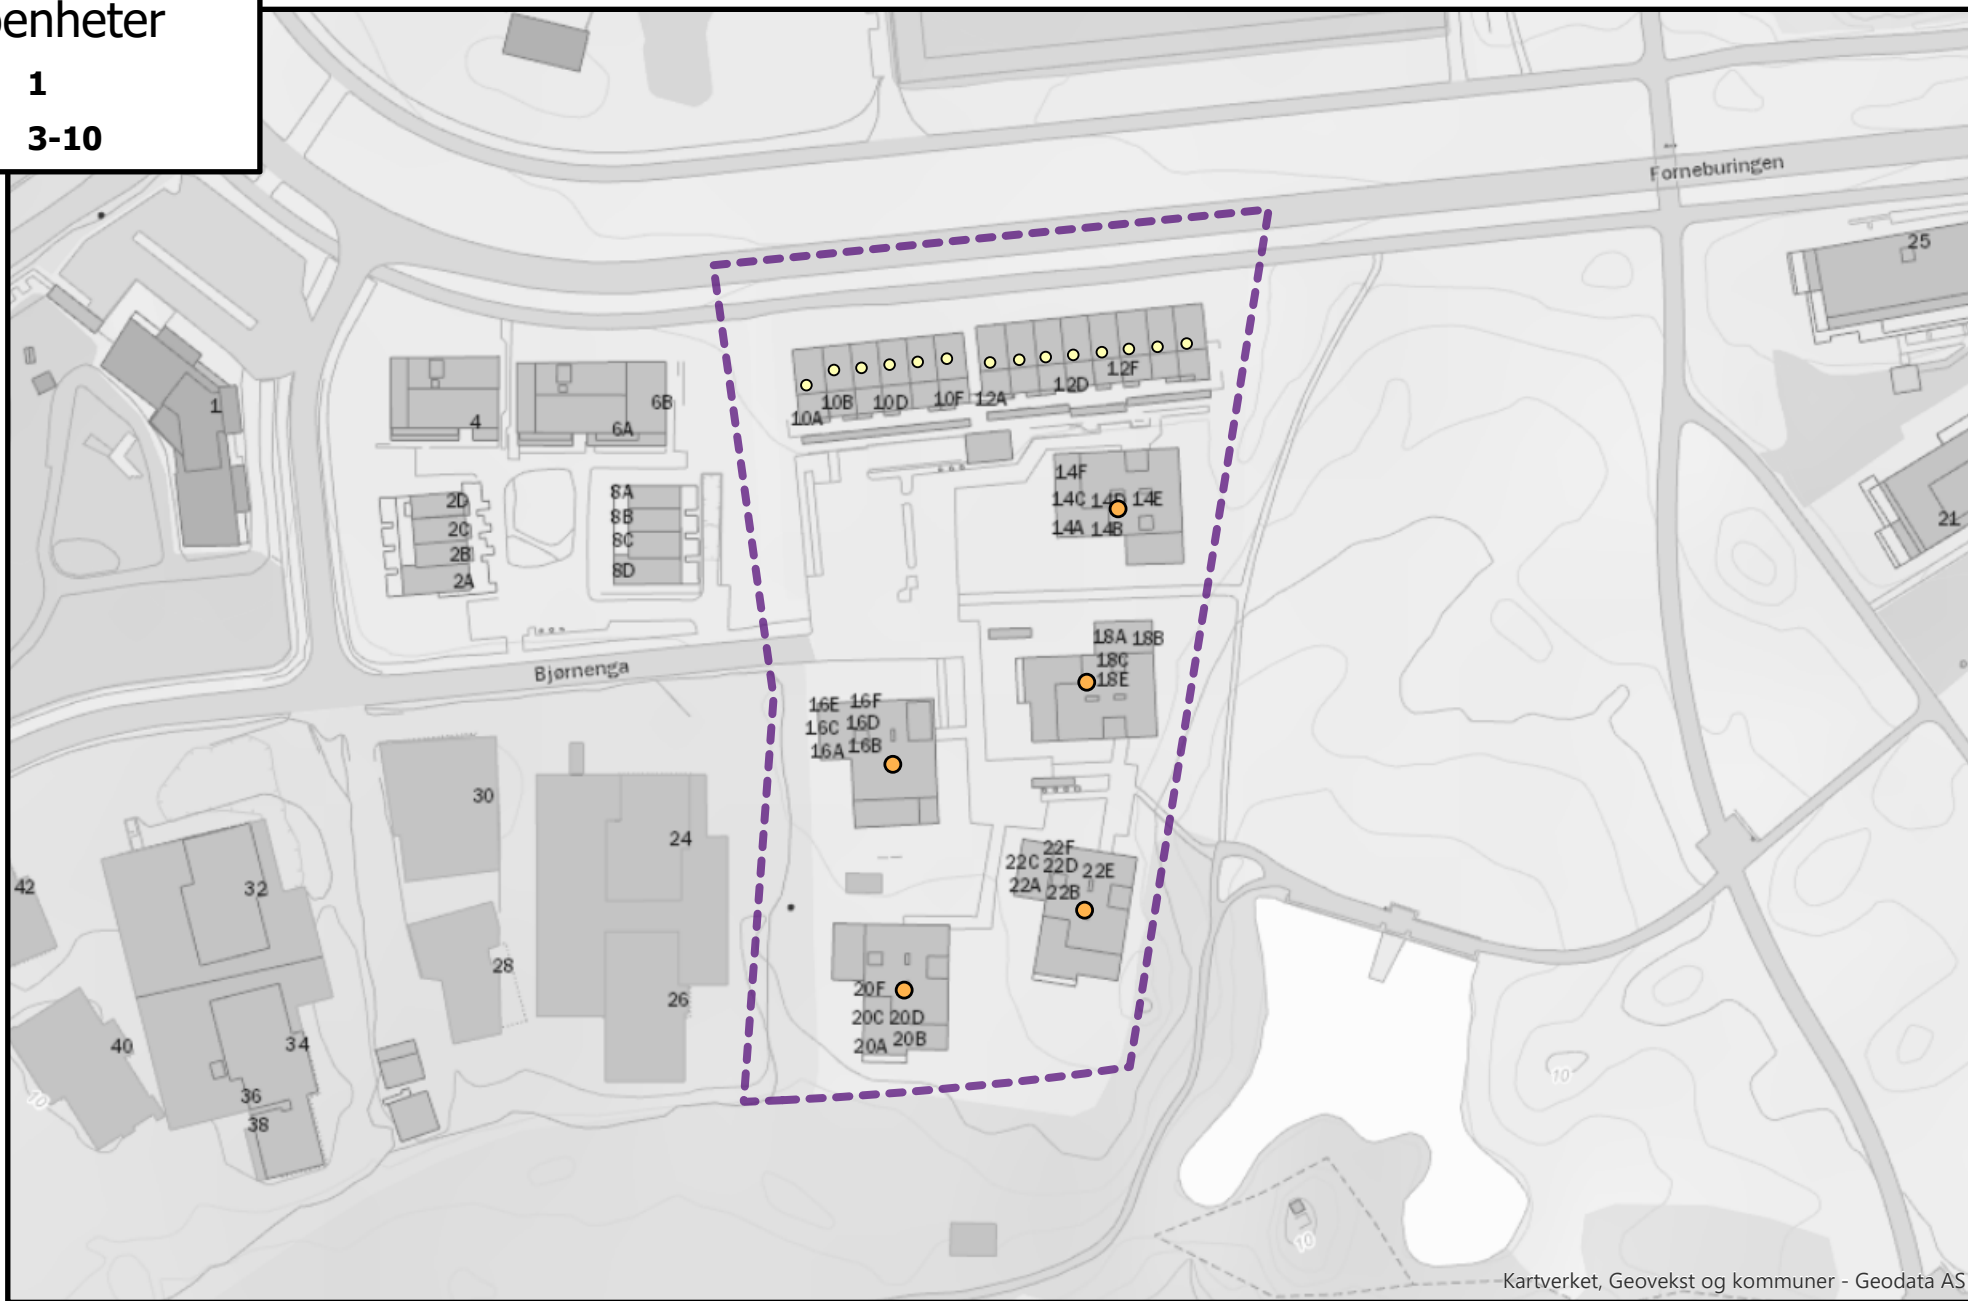 enheter
1
3-10
Forneburingen
25
1
4
6A
6B
10A
10B
10D
10F
12A
12D
12F
2D
2C
2B
2A
8A
8B
8C
8D
14F
14C 14D 14E
14A 14B
21
Bjørnenga
18A 18B
18C
18E
16E 16F
16C 16D
16A 16B
30
24
22F
22C 22D 22E
22A 22B
42
32
28
26
20F
20C 20D
20A 20B
40
34
36
38
10
10
10
Kartverket, Geovekst og kommuner - Geodata AS